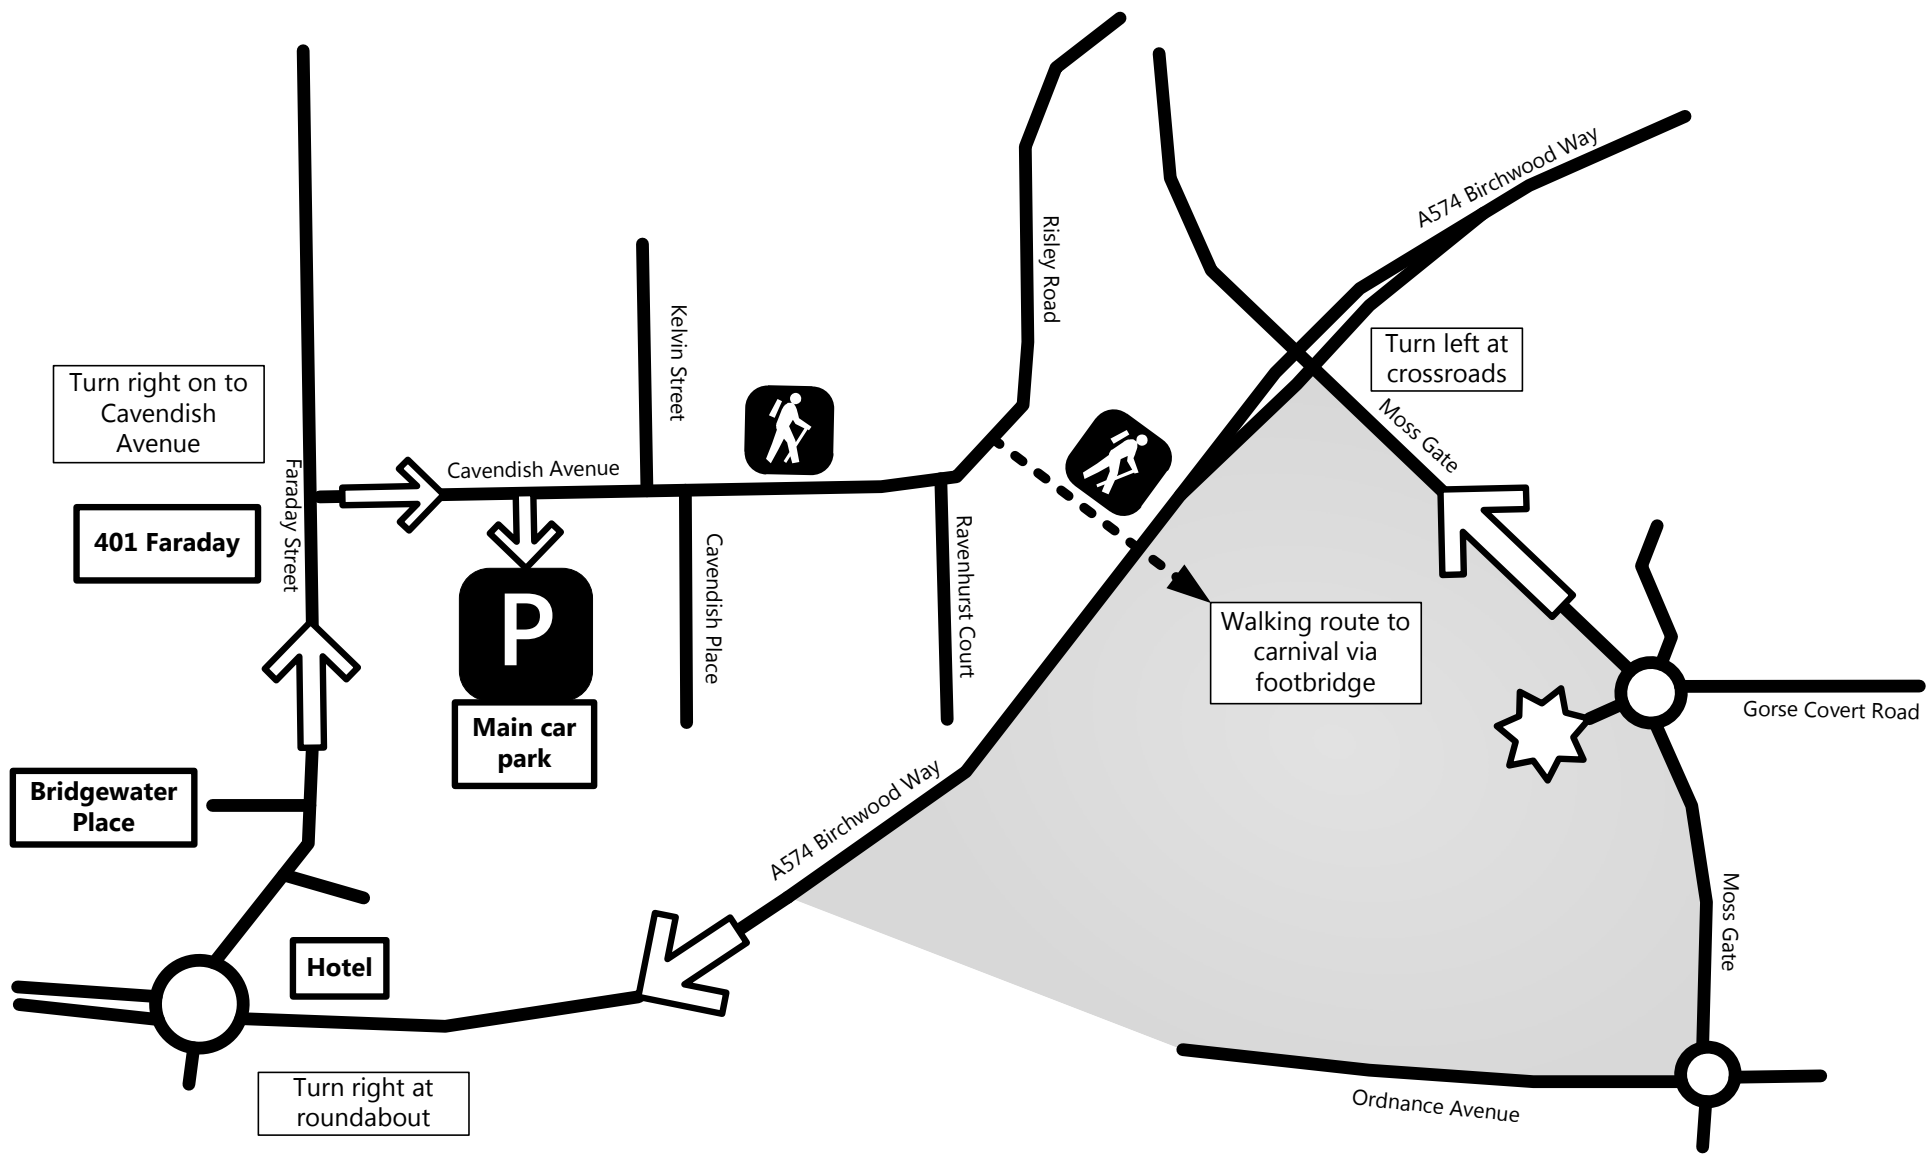 A574 Birchwood Way
Risley Road
Kelvin Street
Turn left at
crossroads
Turn right on to
Cavendish
Avenue
Moss Gate
Cavendish Avenue
Faraday Street
401 Faraday
P
Main car
park
Cavendish Place
Ravenhurst Court
Walking route to
carnival via
footbridge
Gorse Covert Road
Bridgewater
Place
A574 Birchwood Way
Moss Gate
Hotel
Turn right at
roundabout
Ordnance Avenue